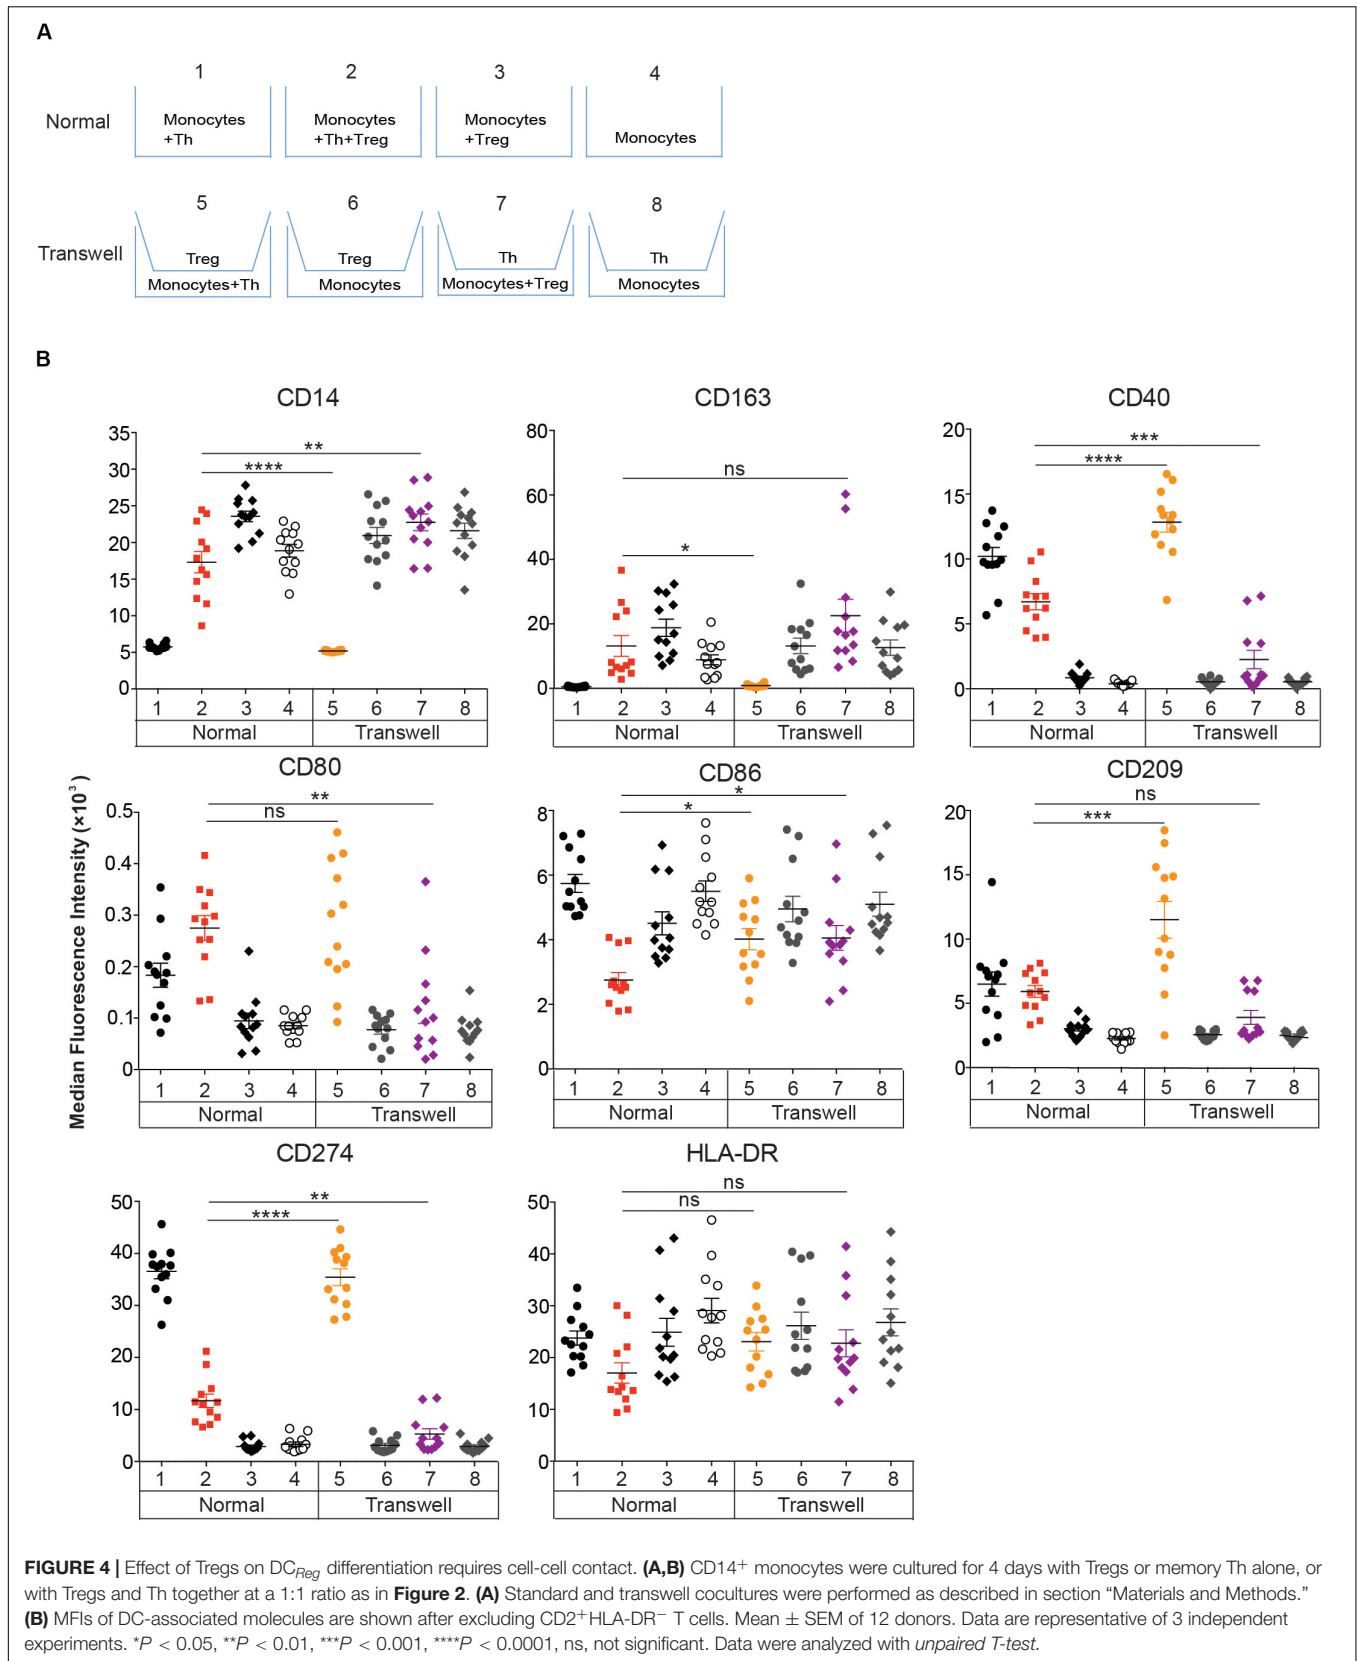 A
1 2 3 4
Normal
Monocytes
+Th
Monocytes
+Th+Treg
Monocytes
+Treg
Monocytes
5 6 7 8
Transwell
Treg
Monocytes+Th
Treg
Monocytes
Th
Monocytes+Treg
Th
Monocytes
B
Median Fluorescence Intensity (×10³)
CD14
35
30
25
20
15
10
5
0
**
****
1 2 3 4 5 6 7 8
Normal Transwell
CD163
80
60
40
20
0
ns
*
1 2 3 4 5 6 7 8
Normal Transwell
CD40
20
15
10
5
0
***
****
1 2 3 4 5 6 7 8
Normal Transwell
CD80
0.5
0.4
0.3
0.2
0.1
0
**
ns
1 2 3 4 5 6 7 8
Normal Transwell
CD86
8
6
4
2
0
*
*
1 2 3 4 5 6 7 8
Normal Transwell
CD209
20
15
10
5
0
ns
***
1 2 3 4 5 6 7 8
Normal Transwell
CD274
50
40
30
20
10
0
**
****
1 2 3 4 5 6 7 8
Normal Transwell
HLA-DR
50
40
30
20
10
0
ns
ns
1 2 3 4 5 6 7 8
Normal Transwell
FIGURE 4 | Effect of Tregs on DCReg differentiation requires cell-cell contact. (A,B) CD14+ monocytes were cultured for 4 days with Tregs or memory Th alone, or
with Tregs and Th together at a 1:1 ratio as in Figure 2. (A) Standard and transwell cocultures were performed as described in section “Materials and Methods.”
(B) MFIs of DC-associated molecules are shown after excluding CD2+HLA-DR− T cells. Mean ± SEM of 12 donors. Data are representative of 3 independent
experiments. *P < 0.05, **P < 0.01, ***P < 0.001, ****P < 0.0001, ns, not significant. Data were analyzed with unpaired T-test.